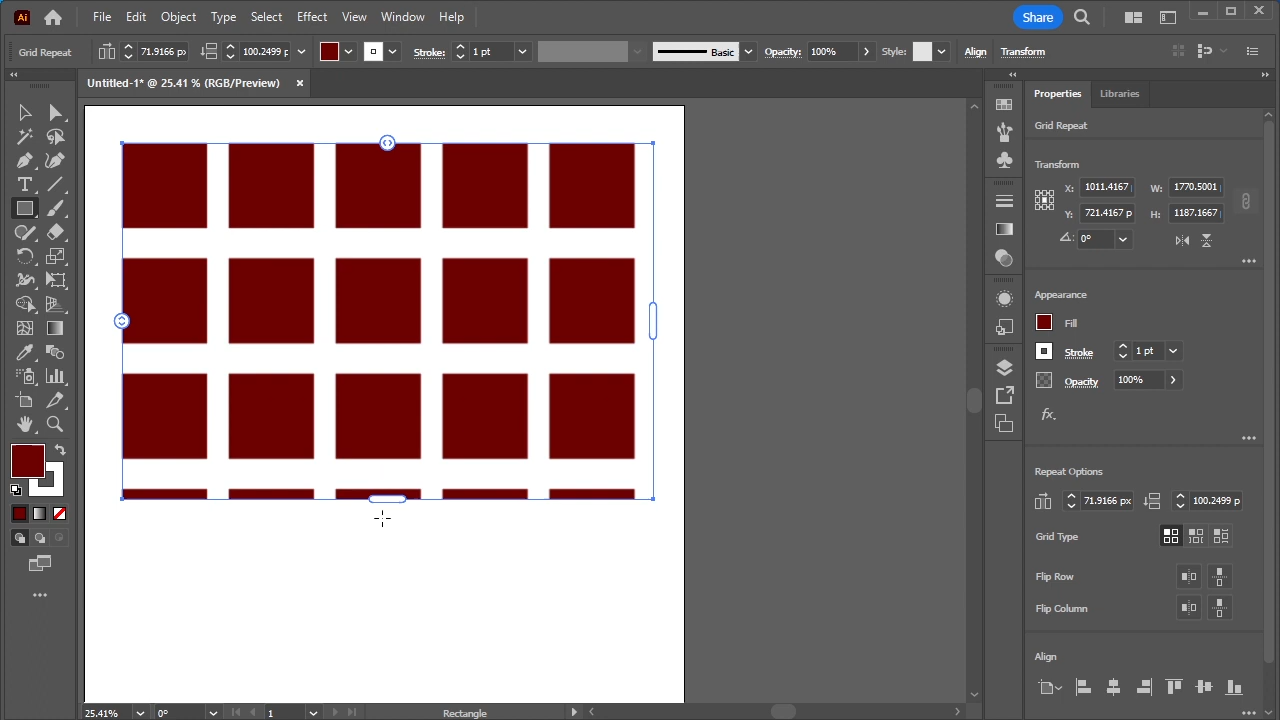 Ai File Edit Object Type Select Effect View Window Help Share
Grid Repeat 71.9166 px 100.2499 p Stroke: 1 pt Basic Opacity: 100% Style: Align Transform
Untitled-1* @ 25.41 % (RGB/Preview) ×
Properties Libraries
Grid Repeat
Transform
X: 1011.4167 W: 1770.5001
Y: 721.4167 p H: 1187.1667
0°
Appearance
Fill
Stroke 1 pt
Opacity 100%
fx.
Repeat Options
71.9166 px 100.2499 p
Grid Type
Flip Row
Flip Column
Align
25.41% 0° 1 Rectangle